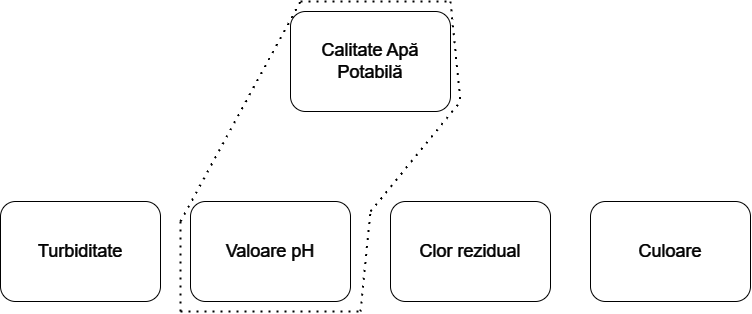 Calitate Apă
Potabilă
Turbiditate
Valoare pH
Clor rezidual
Culoare